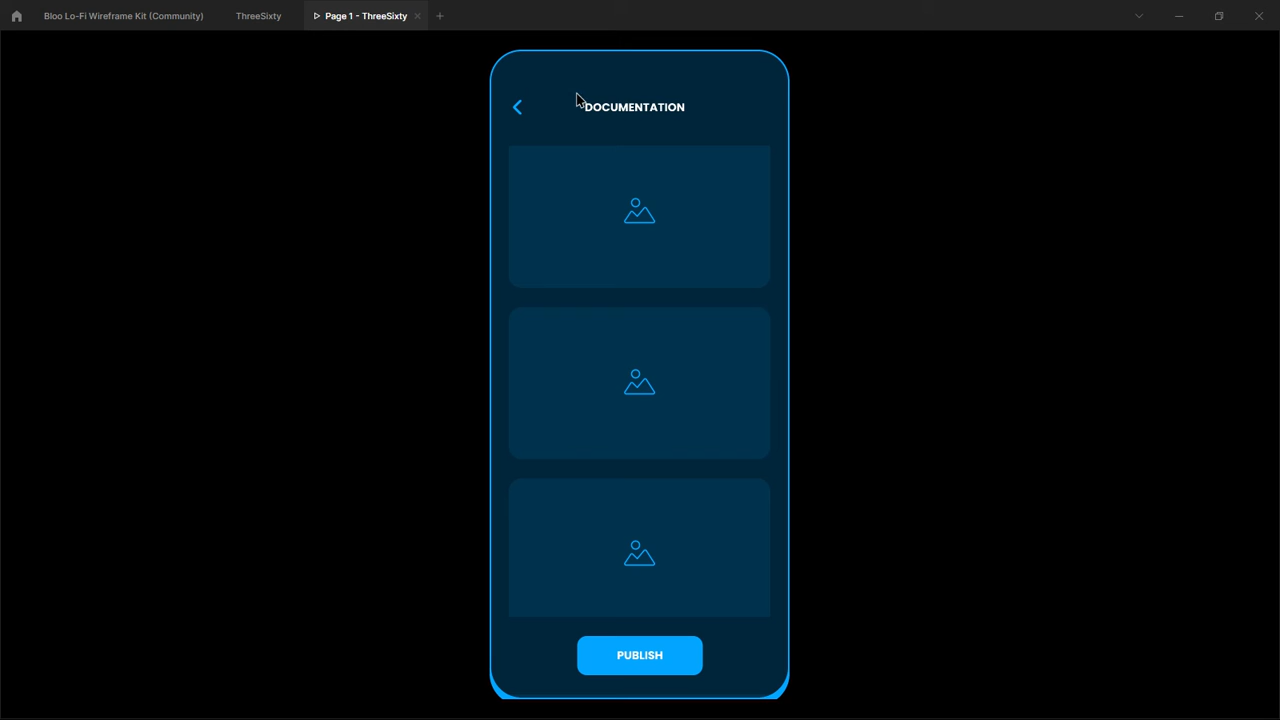 Bloo Lo-Fi Wireframe Kit (Community)
ThreeSixty
Page 1 - ThreeSixty
DOCUMENTATION
PUBLISH